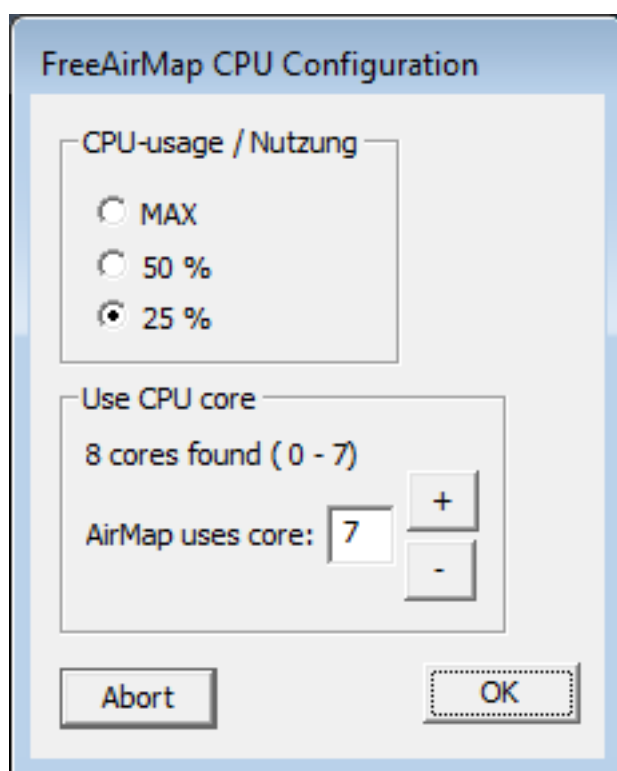 FreeAirMap CPU Configuration
CPU-usage / Nutzung
MAX
50 %
25 %
Use CPU core
8 cores found ( 0 - 7)
AirMap uses core: 7
+
-
Abort
OK